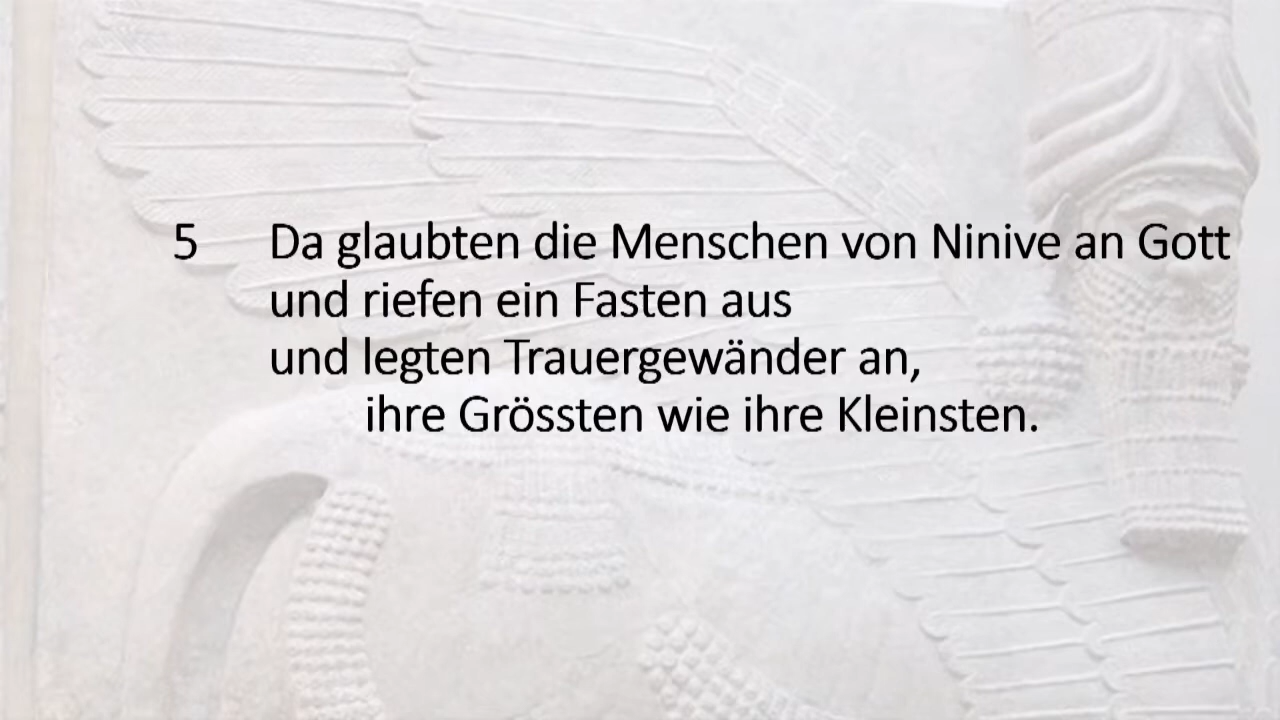 5 Da glaubten die Menschen von Ninive an Gott
und riefen ein Fasten aus
und legten Trauergewänder an,
ihre Grössten wie ihre Kleinsten.